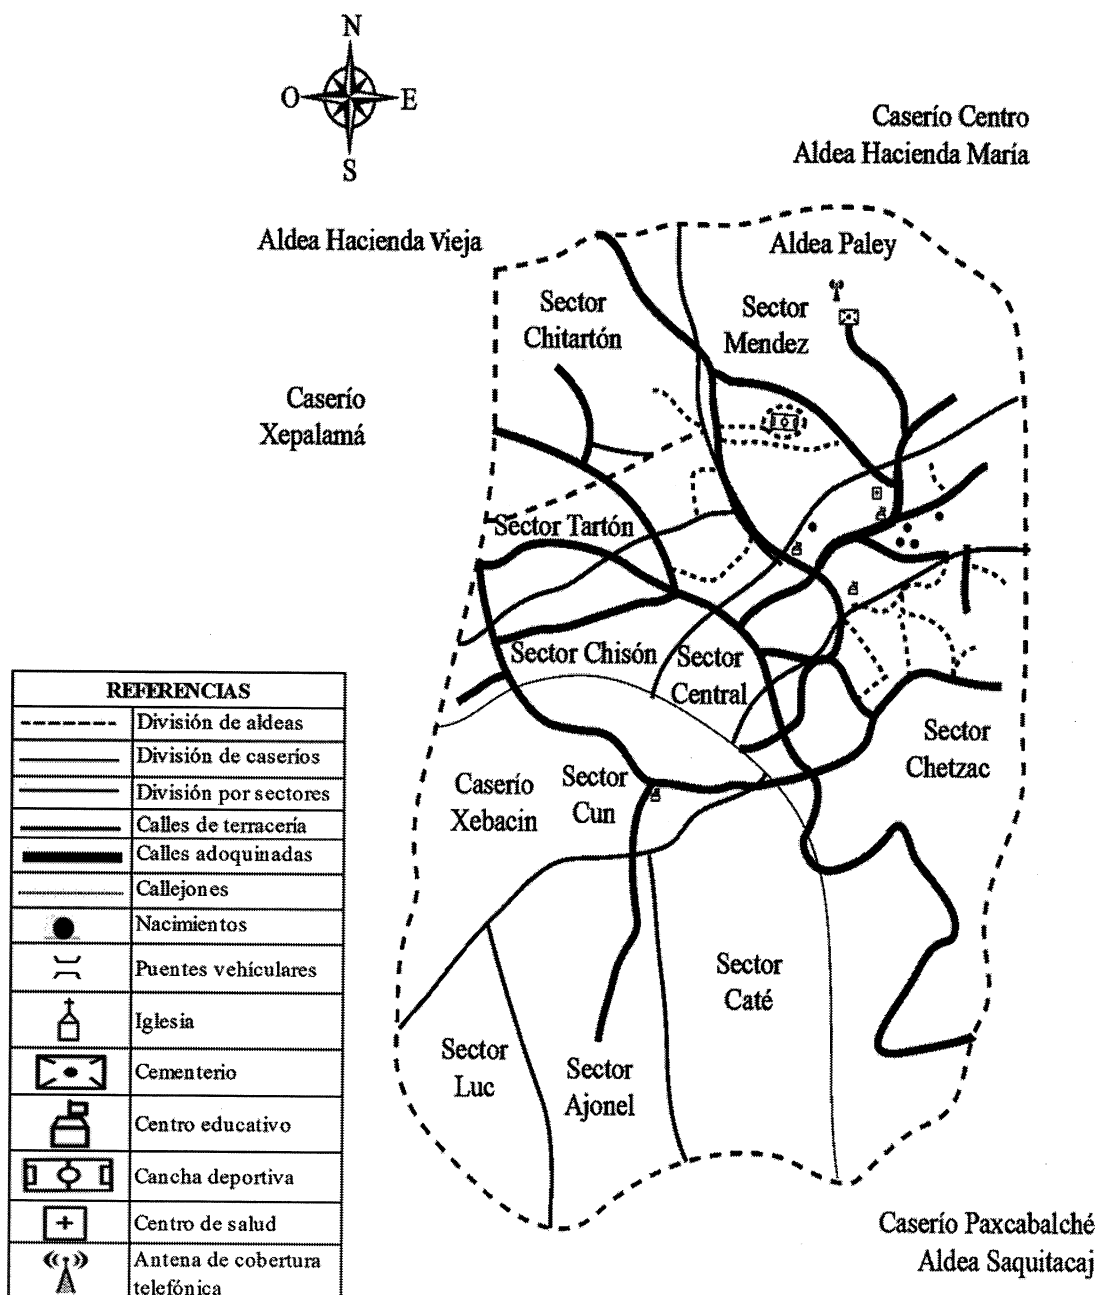 N
O
E
S
Caserío Centro
Aldea Hacienda María
Aldea Hacienda Vieja
Aldea Paley
Sector
Chitartón
Sector
Mendez
Caserío
Xepalamá
Sector Tartón
Sector Chisón
Sector
Central
Sector
Chetzac
Caserío
Xebacin
Sector
Cun
Sector
Caté
Sector
Luc
Sector
Ajonel
Caserío Paxcabalché
Aldea Saquitacaj
REFERENCIAS
División de aldeas
División de caseríos
División por sectores
Calles de terracería
Calles adoquinadas
Callejones
Nacimientos
Puentes vehículares
Iglesia
Cementerio
Centro educativo
Cancha deportiva
Centro de salud
Antena de cobertura
telefónica